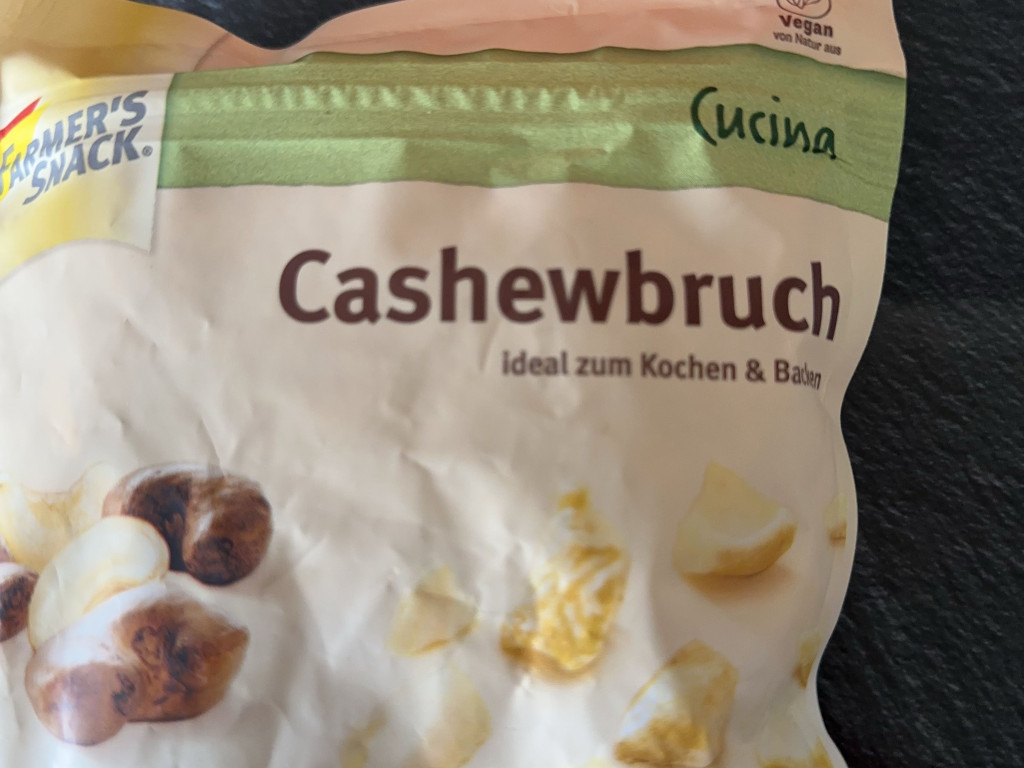 Vegan
von Natur aus
FARMER'S
SNACK®
Cucina
Cashewbruch
ideal zum Kochen & Backen